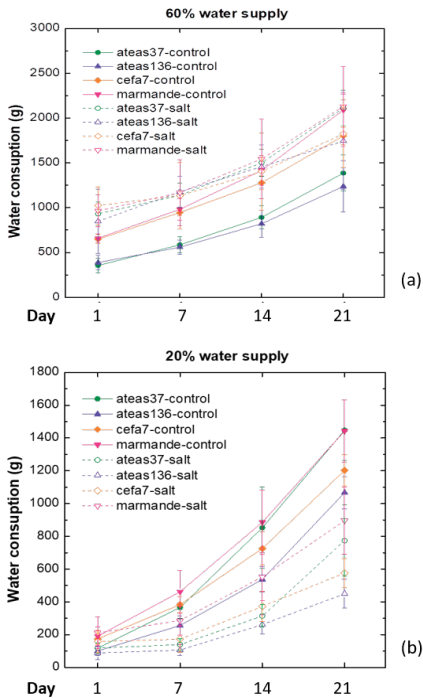 60% water supply
3000
2500
2000
1500
1000
500
0
Water consuption (g)
ateas37-control
ateas136-control
cefa7-control
marmande-control
ateas37-salt
ateas136-salt
cefa7-salt
marmande-salt
Day 1 7 14 21
(a)
20% water supply
1800
1600
1400
1200
1000
800
600
400
200
0
Water consuption (g)
ateas37-control
ateas136-control
cefa7-control
marmande-control
ateas37-salt
ateas136-salt
cefa7-salt
marmande-salt
Day 1 7 14 21
(b)